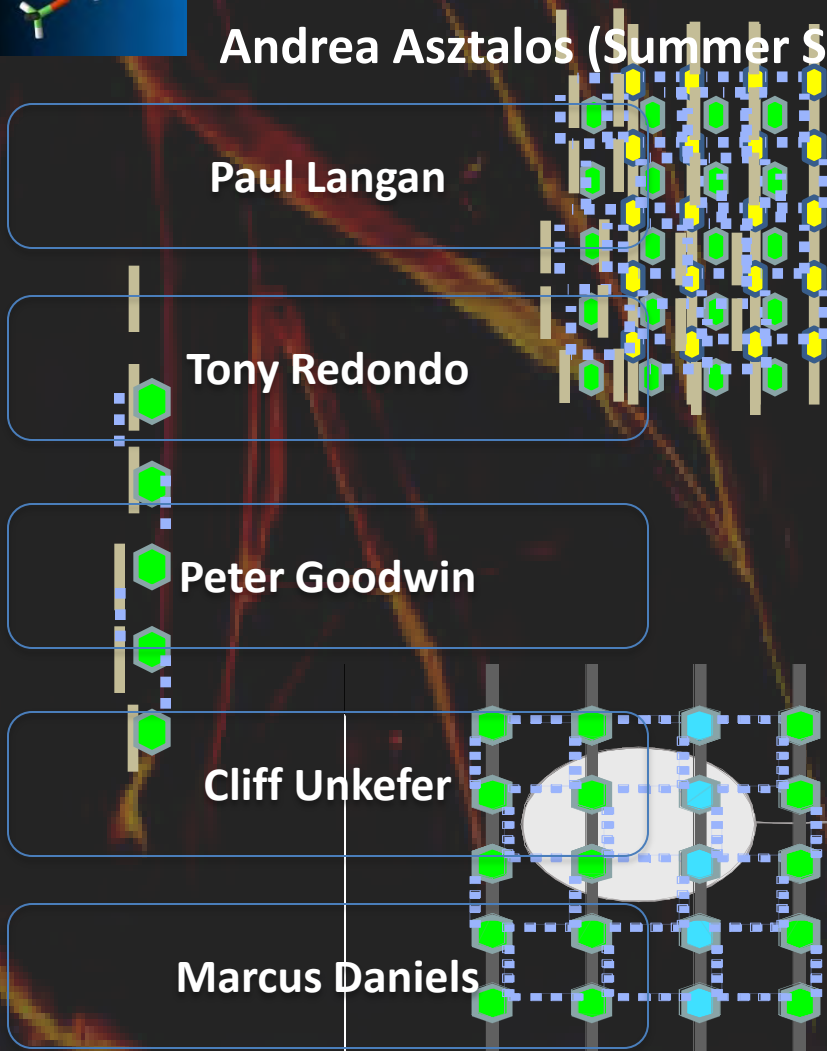 Andrea Asztalos (Summer S
Paul Langan
Tony Redondo
Peter Goodwin
Cliff Unkefer
Marcus Daniels